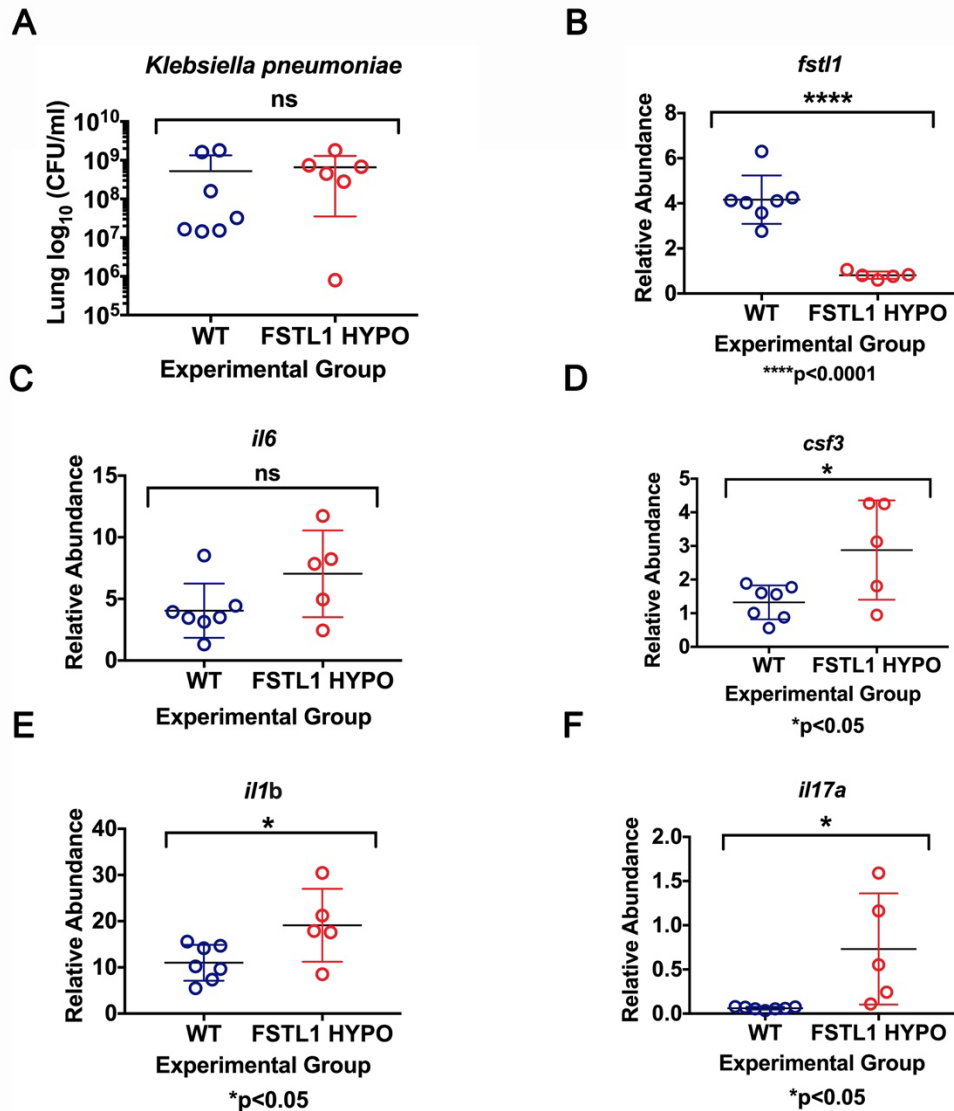 A
Klebsiella pneumoniae
ns
Lung log10 (CFU/ml)
10^10
10^9
10^8
10^7
10^6
10^5
WT FSTL1 HYPO
Experimental Group
B
fstl1
****
Relative Abundance
8
6
4
2
0
WT FSTL1 HYPO
Experimental Group
****p<0.0001
C
il6
ns
Relative Abundance
15
10
5
0
WT FSTL1 HYPO
Experimental Group
D
csf3
*
Relative Abundance
5
4
3
2
1
0
WT FSTL1 HYPO
Experimental Group
*p<0.05
E
il1b
*
Relative Abundance
40
30
20
10
0
WT FSTL1 HYPO
Experimental Group
*p<0.05
F
il17a
*
Relative Abundance
2.0
1.5
1.0
0.5
0.0
WT FSTL1 HYPO
Experimental Group
*p<0.05